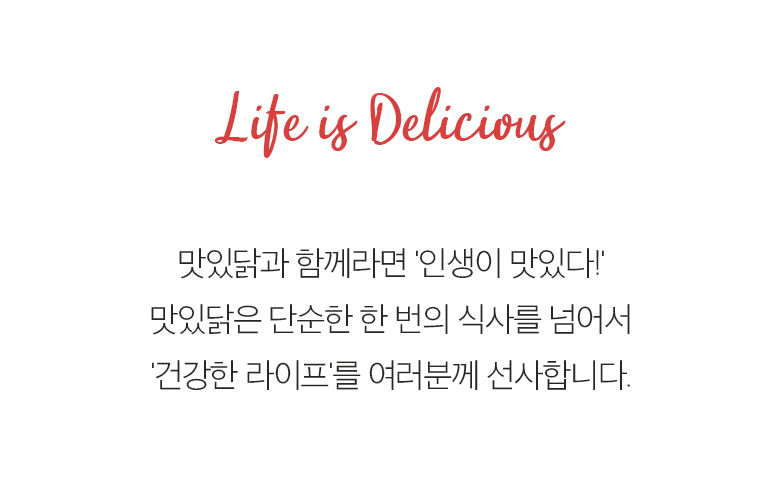 Life is Delicious
맛있닭과 함께라면 '인생이 맛있다!'
맛있닭은 단순한 한 번의 식사를 넘어서
'건강한 라이프'를 여러분께 선사합니다.